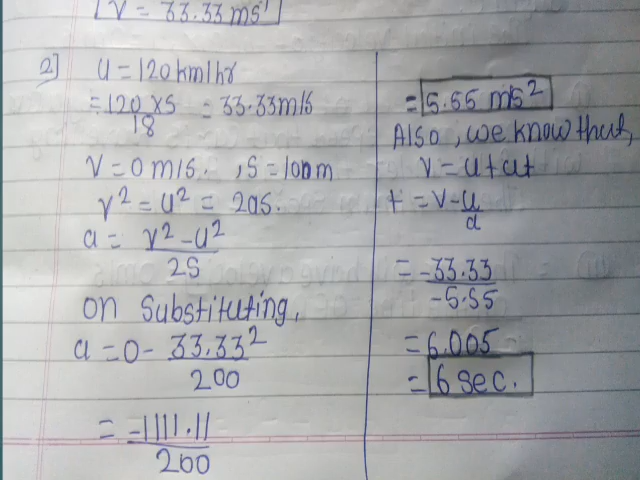 V = 33.33 ms¹
2] u = 120 km/hr
= 120 × 5 / 18 = 33.33 m/s
V = 0 m/s. , s = 100 m
v² = u² = 2as.
a = v² - u² / 2s
on substituting,
a = 0 - 33.33² / 200
= -1111.11 / 200
= 5.55 ms²
Also, we know that,
v = u + at
t = v - u / a
= -33.33 / -5.55
= 6.005
= 6 sec.